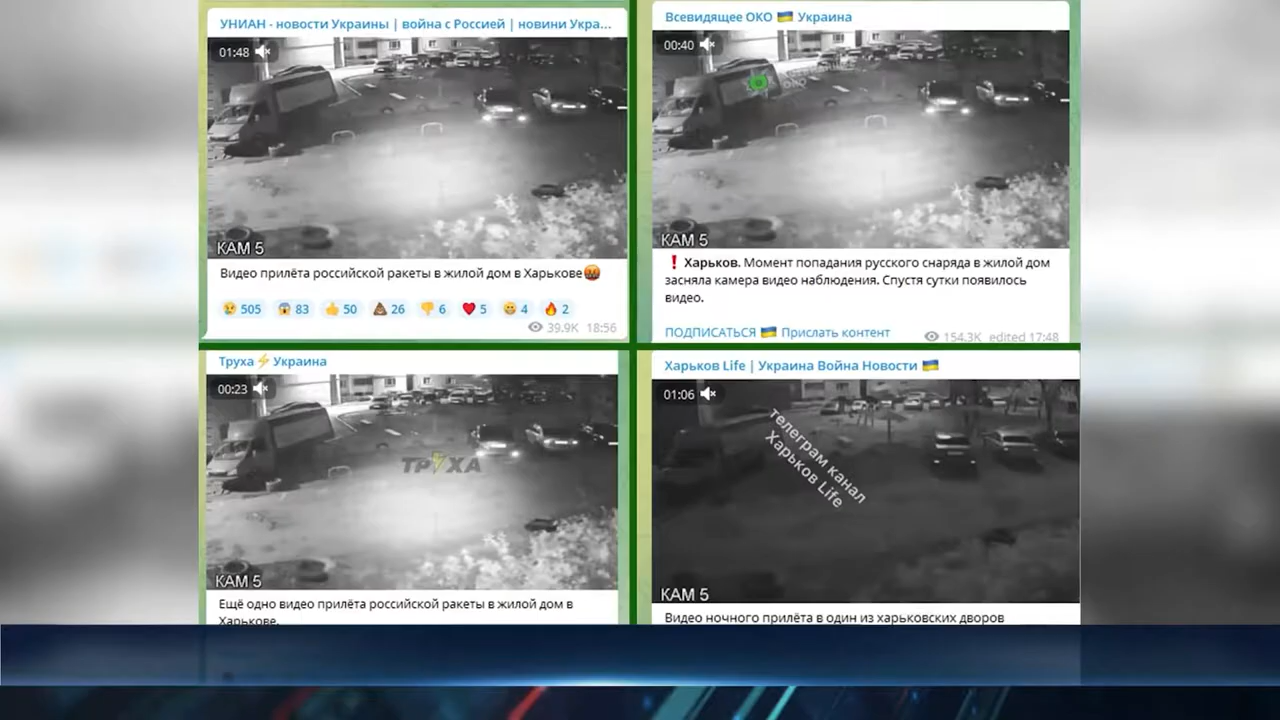 УНИАН - новости Украины | война с Россией | новини Укра...
01:48
КАМ 5
Видео прилёта российской ракеты в жилой дом в Харькове🤬
😢 505 😱 83 👍 50 💩 26 👎 6 ❤ 5 😁 4 🔥 2
39.9K 18:56
Всевидящее ОКО 🇺🇦 Украина
00:40
ОКО
КАМ 5
❗ Харьков. Момент попадания русского снаряда в жилой дом
засняла камера видео наблюдения. Спустя сутки появилось
видео.
ПОДПИСАТЬСЯ 🇺🇦 Прислать контент
154.3K edited 17:48
Труха⚡Украина
00:23
ТРУХА
КАМ 5
Ещё одно видео прилёта российской ракеты в жилой дом в
Харькове.
Харьков Life | Украина Война Новости 🇺🇦
01:06
телеграм канал
Харьков Life
КАМ 5
Видео ночного прилёта в один из харьковских дворов